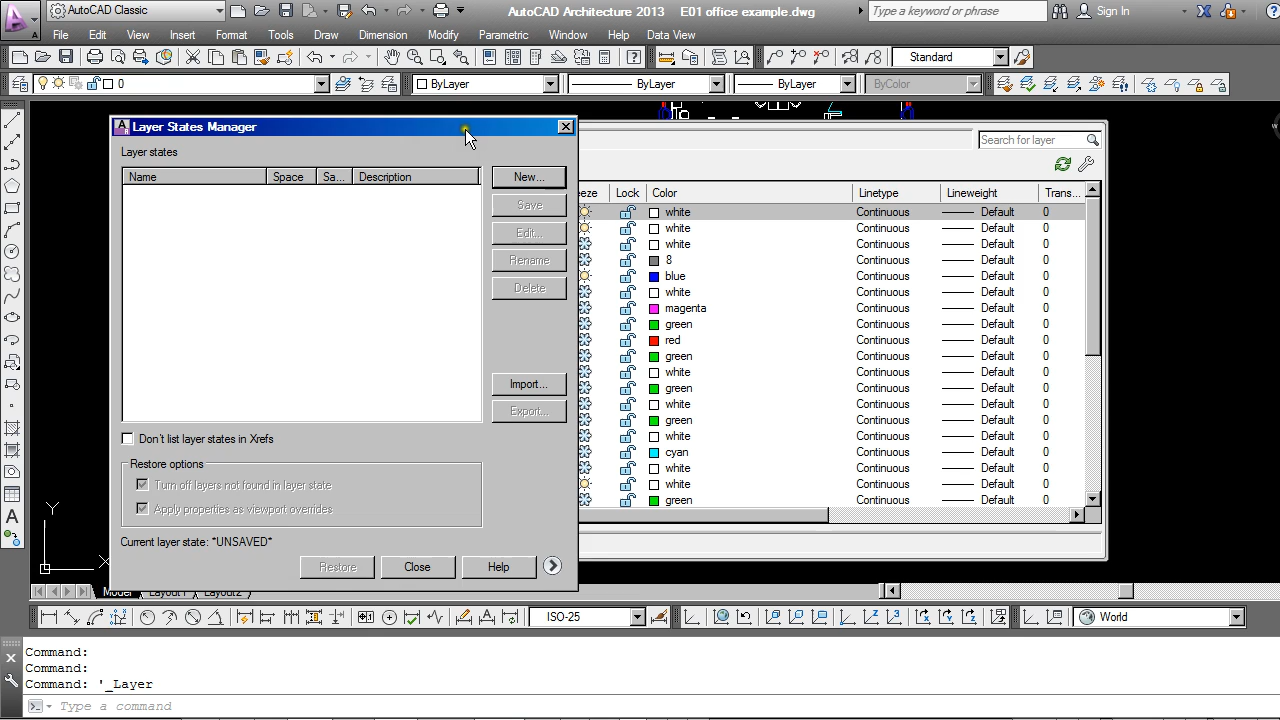 AutoCAD Classic
AutoCAD Architecture 2013 E01 office example.dwg
Type a keyword or phrase
Sign In
File Edit View Insert Format Tools Draw Dimension Modify Parametric Window Help Data View
Standard
0
ByLayer
ByLayer
ByLayer
ByColor
Layer States Manager
Layer states
Name Space Sa... Description
New...
Save
Edit...
Rename
Delete
Import...
Export...
Don't list layer states in Xrefs
Restore options
Turn off layers not found in layer state
Apply properties as viewport overrides
Current layer state: "UNSAVED"
Restore Close Help
Search for layer
eze Lock Color Linetype Lineweight Trans...
white Continuous Default 0
white Continuous Default 0
white Continuous Default 0
8 Continuous Default 0
blue Continuous Default 0
white Continuous Default 0
magenta Continuous Default 0
green Continuous Default 0
red Continuous Default 0
green Continuous Default 0
white Continuous Default 0
green Continuous Default 0
white Continuous Default 0
green Continuous Default 0
white Continuous Default 0
cyan Continuous Default 0
white Continuous Default 0
white Continuous Default 0
green Continuous Default 0
Y
X
Model Layout1 Layout2
ISO-25
World
Command:
Command:
Command: '_Layer
Type a command